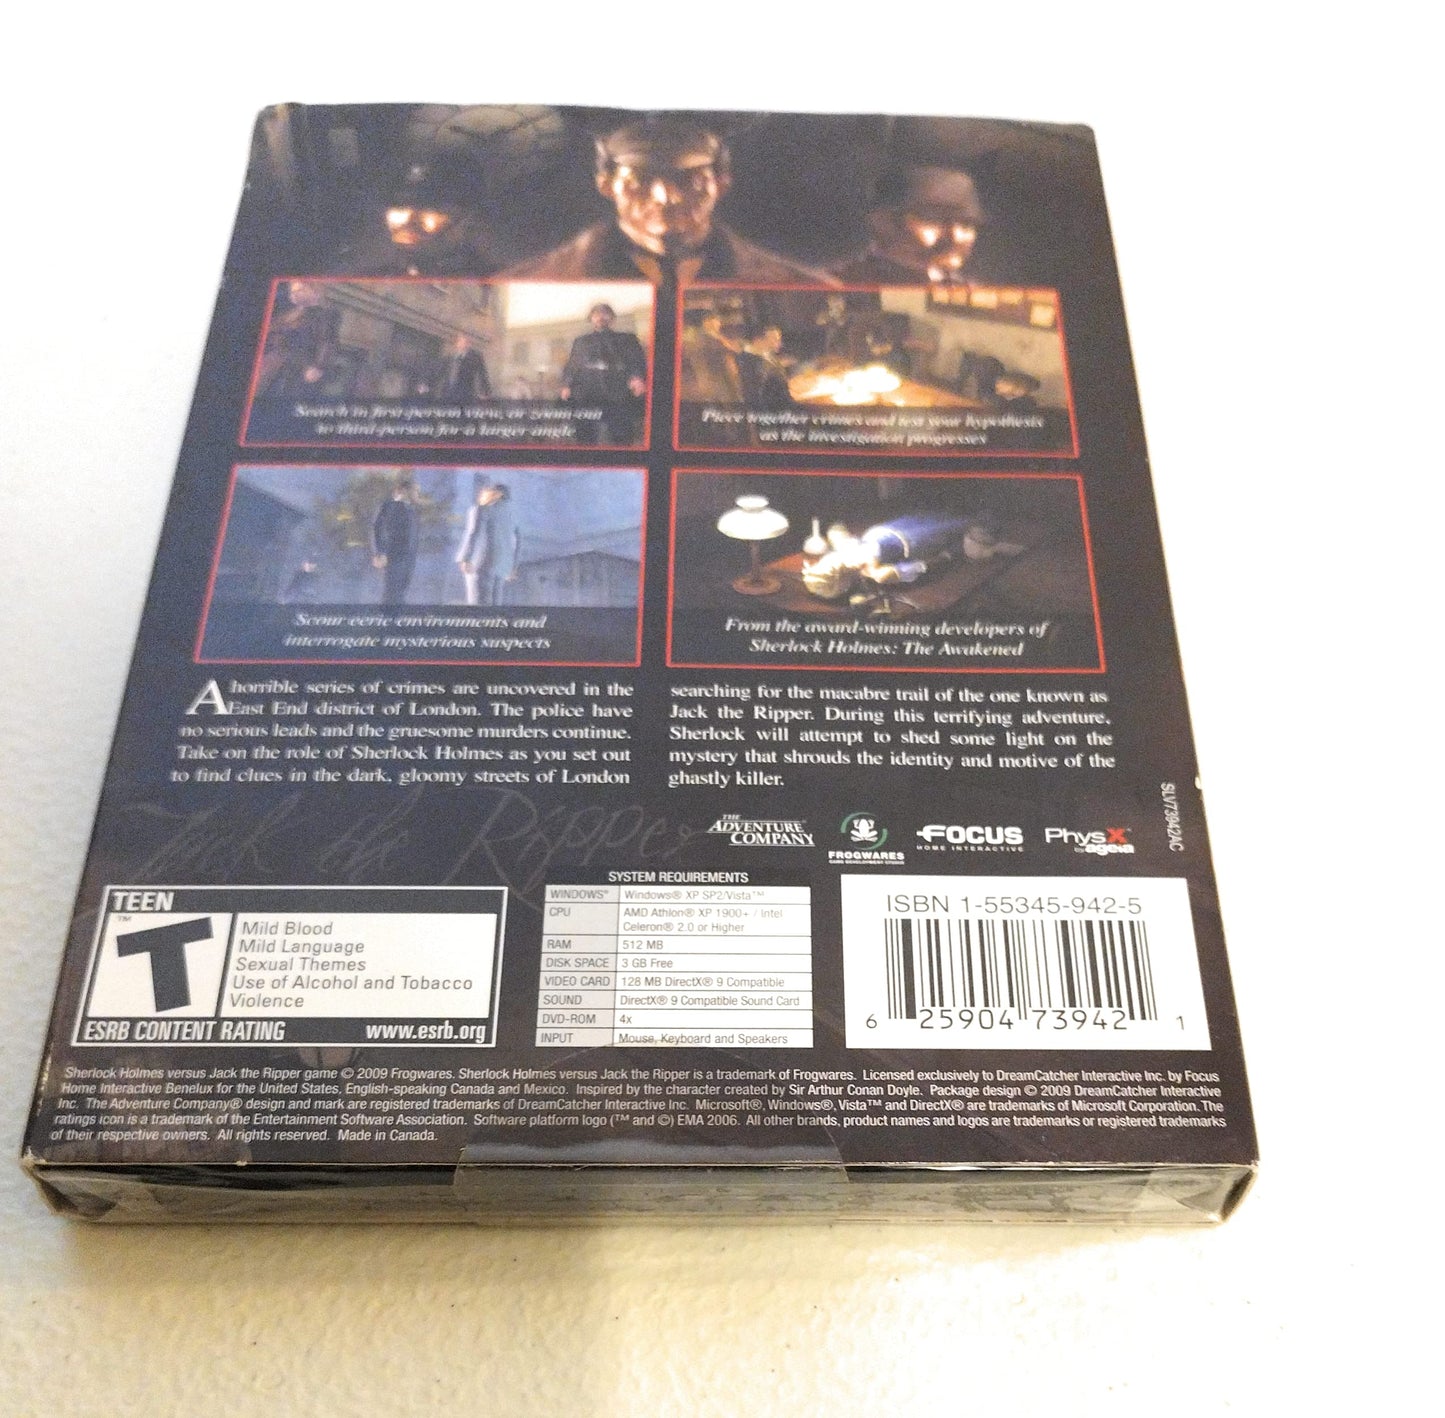 Search in first-person view, or zoom out
to third-person for a larger angle
Piece together crimes and test your hypothesis
as the investigation progresses
Scour eerie environments and
interrogate mysterious suspects
From the award-winning developers of
Sherlock Holmes: The Awakened
A horrible series of crimes are uncovered in the
East End district of London. The police have
no serious leads and the gruesome murders continue.
Take on the role of Sherlock Holmes as you set out
to find clues in the dark, gloomy streets of London
searching for the macabre trail of the one known as
Jack the Ripper. During this terrifying adventure,
Sherlock will attempt to shed some light on the
mystery that shrouds the identity and motive of the
ghastly killer.
SLV73942AC
Jack the Ripper
THE
ADVENTURE
COMPANY
FROGWARES
GAME DEVELOPMENT STUDIO
FOCUS
HOME INTERACTIVE
PhysX™
by ageia
TEEN
T™
Mild Blood
Mild Language
Sexual Themes
Use of Alcohol and Tobacco
Violence
ESRB CONTENT RATING www.esrb.org
SYSTEM REQUIREMENTS
WINDOWS® Windows® XP SP2/Vista™
CPU AMD Athlon® XP 1900+ / Intel
Celeron® 2.0 or Higher
RAM 512 MB
DISK SPACE 3 GB Free
VIDEO CARD 128 MB DirectX® 9 Compatible
SOUND DirectX® 9 Compatible Sound Card
DVD-ROM 4x
INPUT Mouse, Keyboard and Speakers
ISBN 1-55345-942-5
6 25904 73942 1
Sherlock Holmes versus Jack the Ripper game © 2009 Frogwares. Sherlock Holmes versus Jack the Ripper is a trademark of Frogwares. Licensed exclusively to DreamCatcher Interactive Inc. by Focus
Home Interactive Benelux for the United States, English-speaking Canada and Mexico. Inspired by the character created by Sir Arthur Conan Doyle. Package design © 2009 DreamCatcher Interactive
Inc. The Adventure Company® design and mark are registered trademarks of DreamCatcher Interactive Inc. Microsoft®, Windows®, Vista™ and DirectX® are trademarks of Microsoft Corporation. The
ratings icon is a trademark of the Entertainment Software Association. Software platform logo (™ and ©) EMA 2006. All other brands, product names and logos are trademarks or registered trademarks
of their respective owners. All rights reserved. Made in Canada.